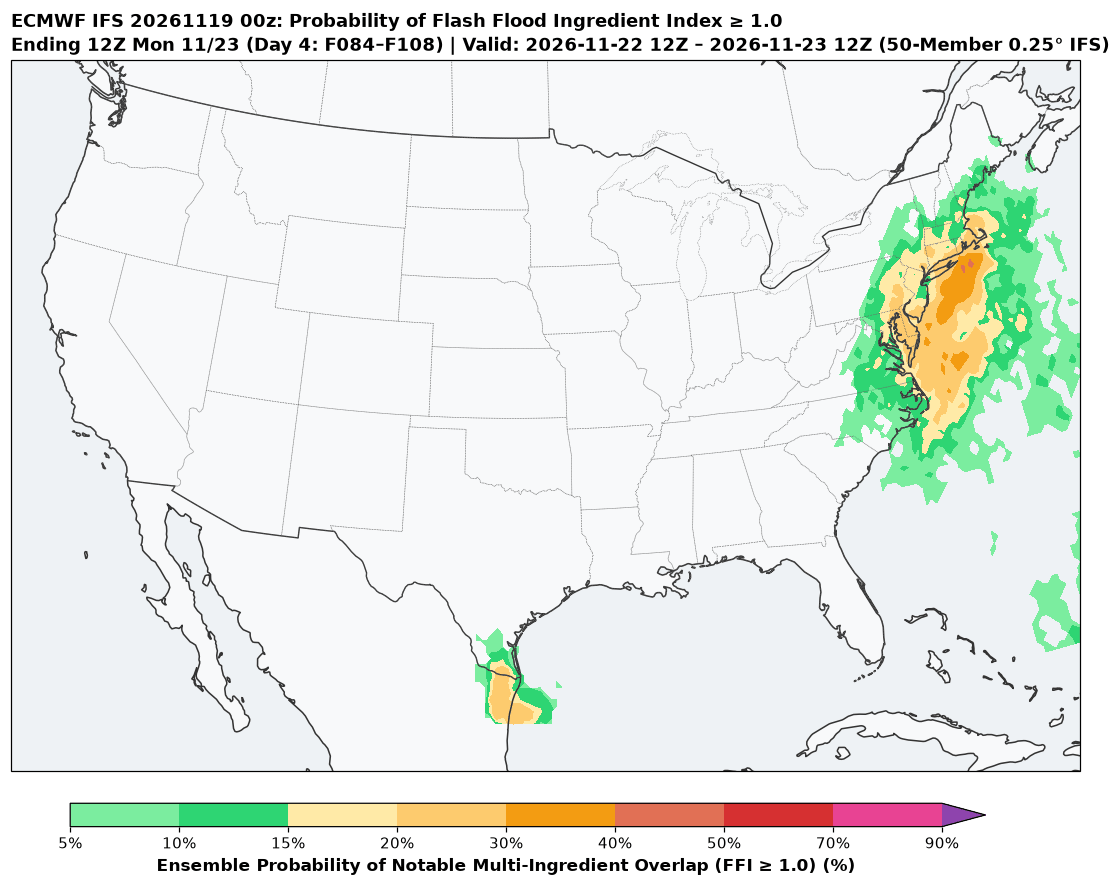 ECMWF IFS 20261119 00z: Probability of Flash Flood Ingredient Index ≥ 1.0
Ending 12Z Mon 11/23 (Day 4: F084–F108) | Valid: 2026-11-22 12Z – 2026-11-23 12Z (50-Member 0.25° IFS)
5% 10% 15% 20% 30% 40% 50% 70% 90%
Ensemble Probability of Notable Multi-Ingredient Overlap (FFI ≥ 1.0) (%)